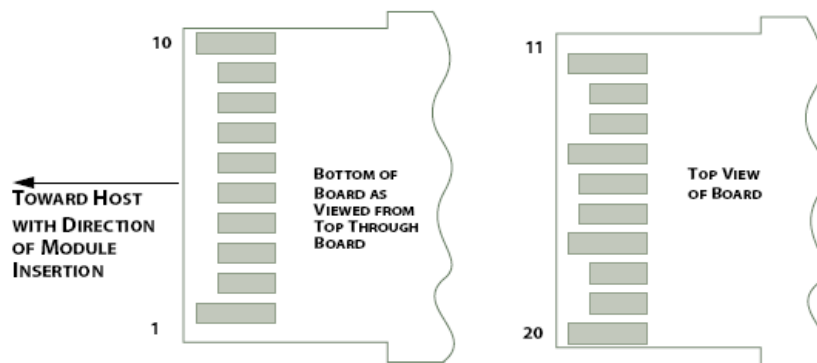 10
TOWARD HOST
WITH DIRECTION
OF MODULE
INSERTION
1
BOTTOM OF
BOARD AS
VIEWED FROM
TOP THROUGH
BOARD
11
TOP VIEW
OF BOARD
20